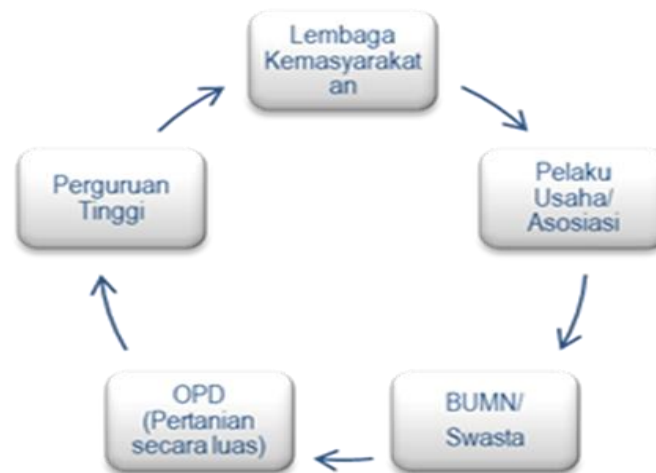 Lembaga
Kemasyarakat
an
Pelaku
Usaha/
Asosiasi
BUMN/
Swasta
OPD
(Pertanian
secara luas)
Perguruan
Tinggi